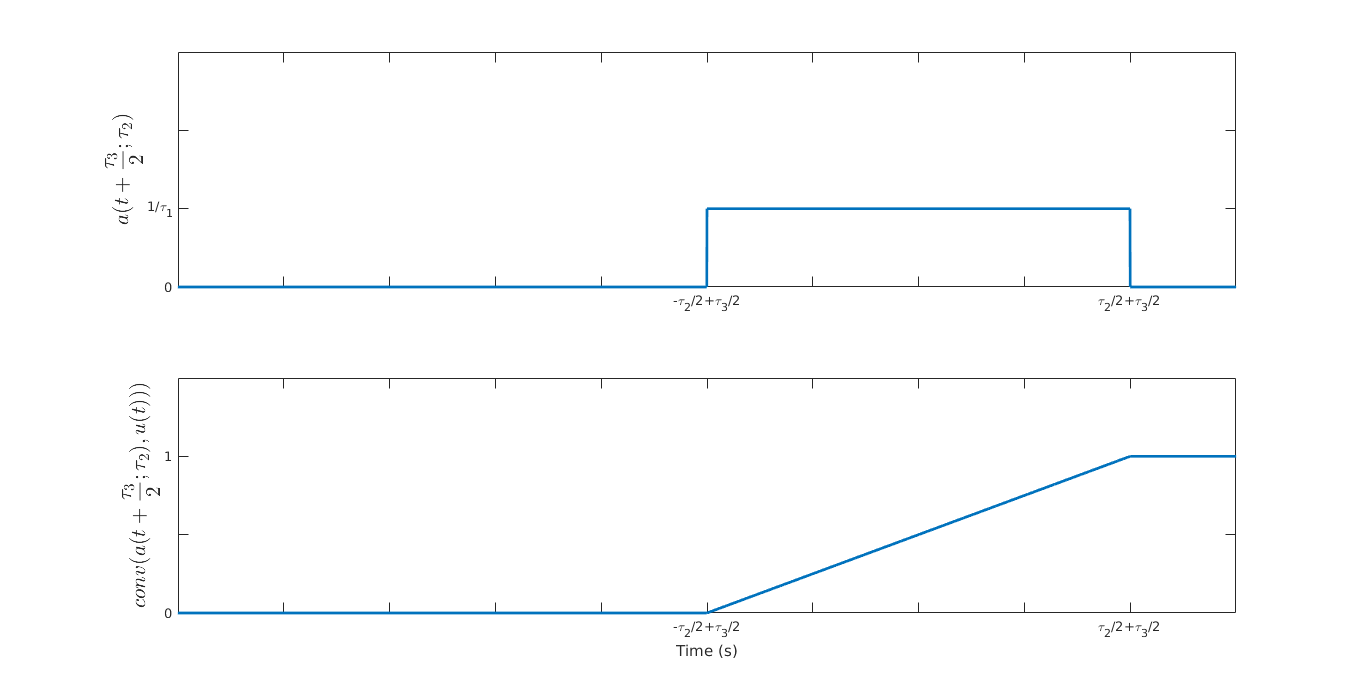 a(t + τ₃/2; τ₂)
1/τ₁
0
-τ₂/2+τ₃/2
τ₂/2+τ₃/2
conv(a(t + τ₃/2; τ₂), u(t)))
1
0
-τ₂/2+τ₃/2
τ₂/2+τ₃/2
Time (s)